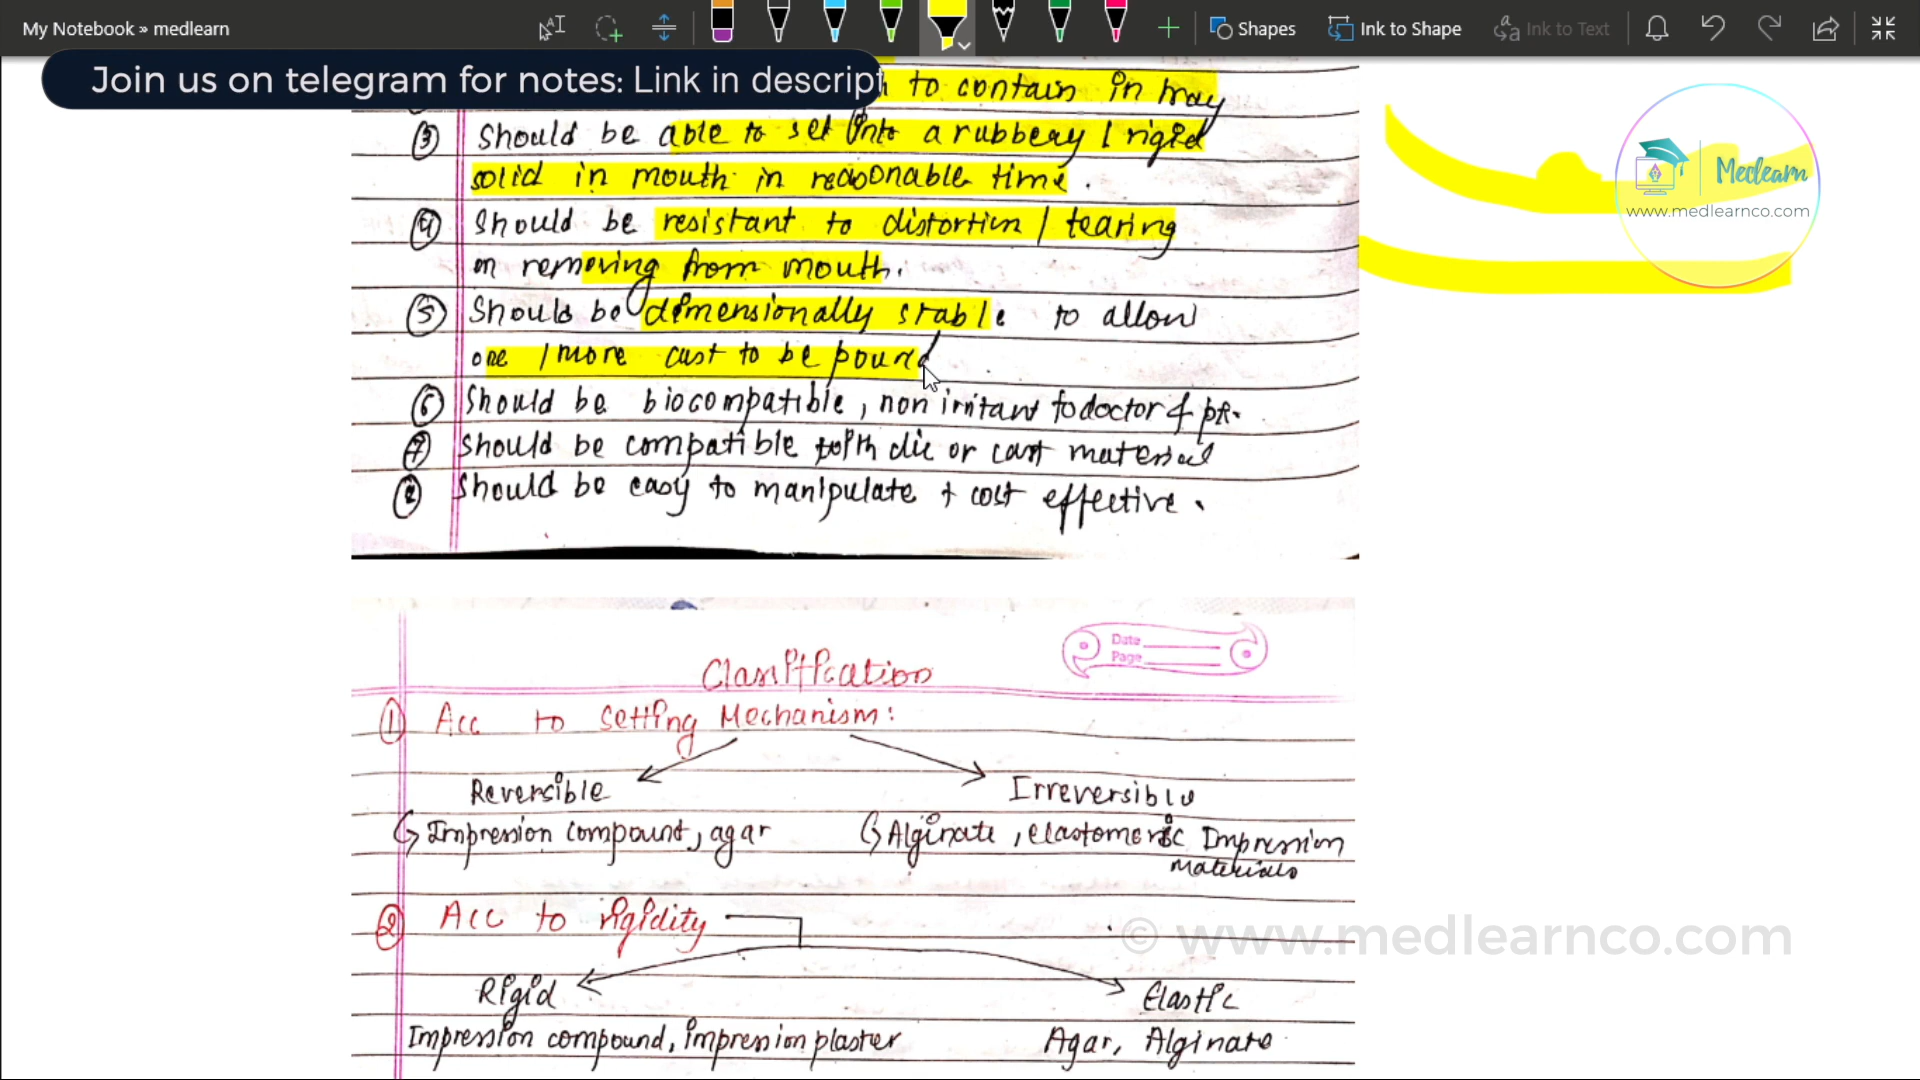 My Notebook » medlearn
Shapes
Ink to Shape
Ink to Text
Join us on telegram for notes: Link in descript
to contain in tray
③ Should be able to set into a rubbery / rigid
solid in mouth in reasonable time.
④ Should be resistant to distortion / tearing
on removing from mouth.
⑤ Should be dimensionally stable to allow
one / more cast to be pourd
⑥ Should be biocompatible, non irritant to doctor & pt.
⑦ should be compatible with die or cast material
⑧ Should be easy to manipulate + cost effective.
Medlearn
www.medlearnco.com
Date
Page
Classification
① Acc to Setting Mechanism:
Reversible
Irreversible
Impression compound, agar
Alginate, elastomeric Impression
materials
② Acc to rigidity
© www.medlearnco.com
Rigid
Elastic
Impression compound, impression plaster
Agar, Alginate